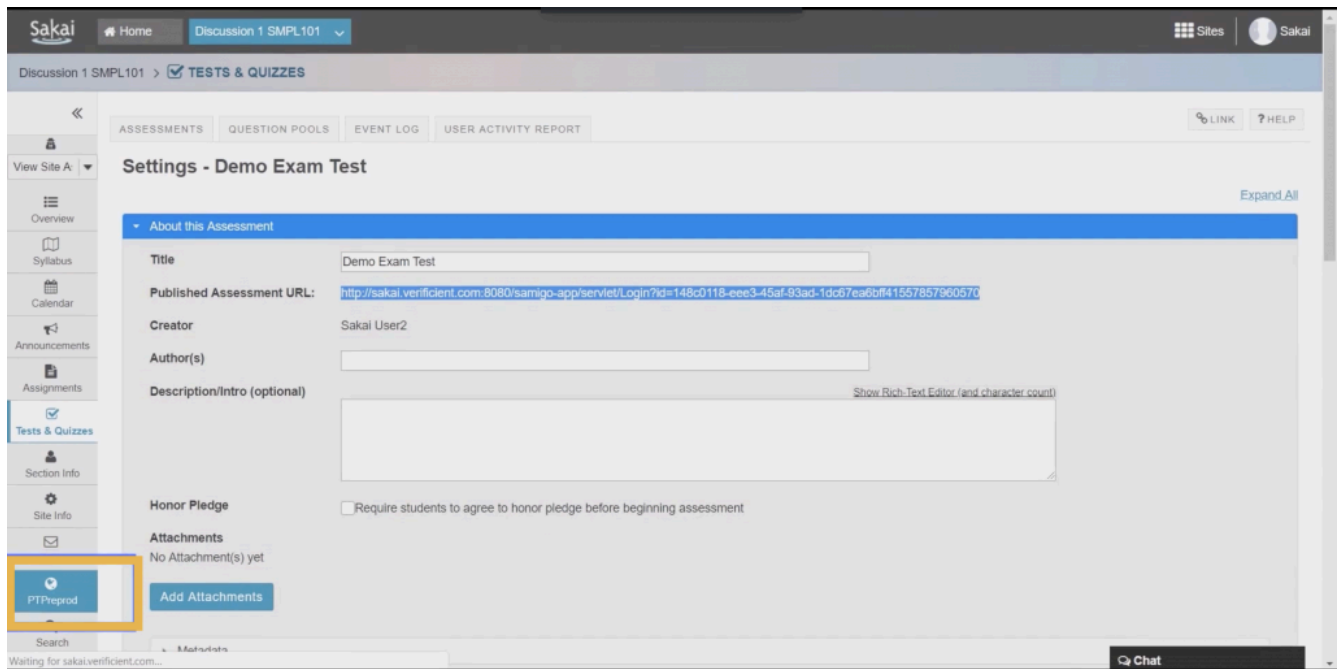 Sakai
Home
Discussion 1 SMPL101
Sites
Sakai
Discussion 1 SMPL101 > TESTS & QUIZZES
View Site A
Overview
Syllabus
Calendar
Announcements
Assignments
Tests & Quizzes
Section Info
Site Info
PTPreprod
Search
ASSESSMENTS
QUESTION POOLS
EVENT LOG
USER ACTIVITY REPORT
LINK
? HELP
Settings - Demo Exam Test
Expand All
About this Assessment
Title
Demo Exam Test
Published Assessment URL:
http://sakai.verificient.com:8080/samigo-app/servlet/Login?id=148c0118-eee3-45af-93ad-1dc67ea6bff41557857960570
Creator
Sakai User2
Author(s)
Description/Intro (optional)
Show Rich-Text Editor (and character count)
Honor Pledge
Require students to agree to honor pledge before beginning assessment
Attachments
No Attachment(s) yet
Add Attachments
Metadata
Waiting for sakai.verificient.com...
Chat